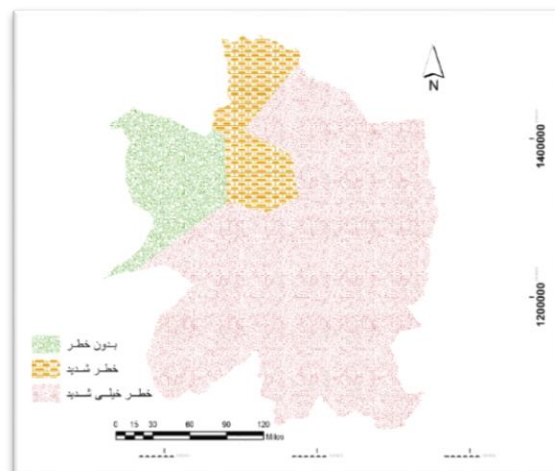 N
1400000
1200000
بدون خطر
خطر شدید
خطر خیلی شدید
0 15 30 60 90 120
Miles